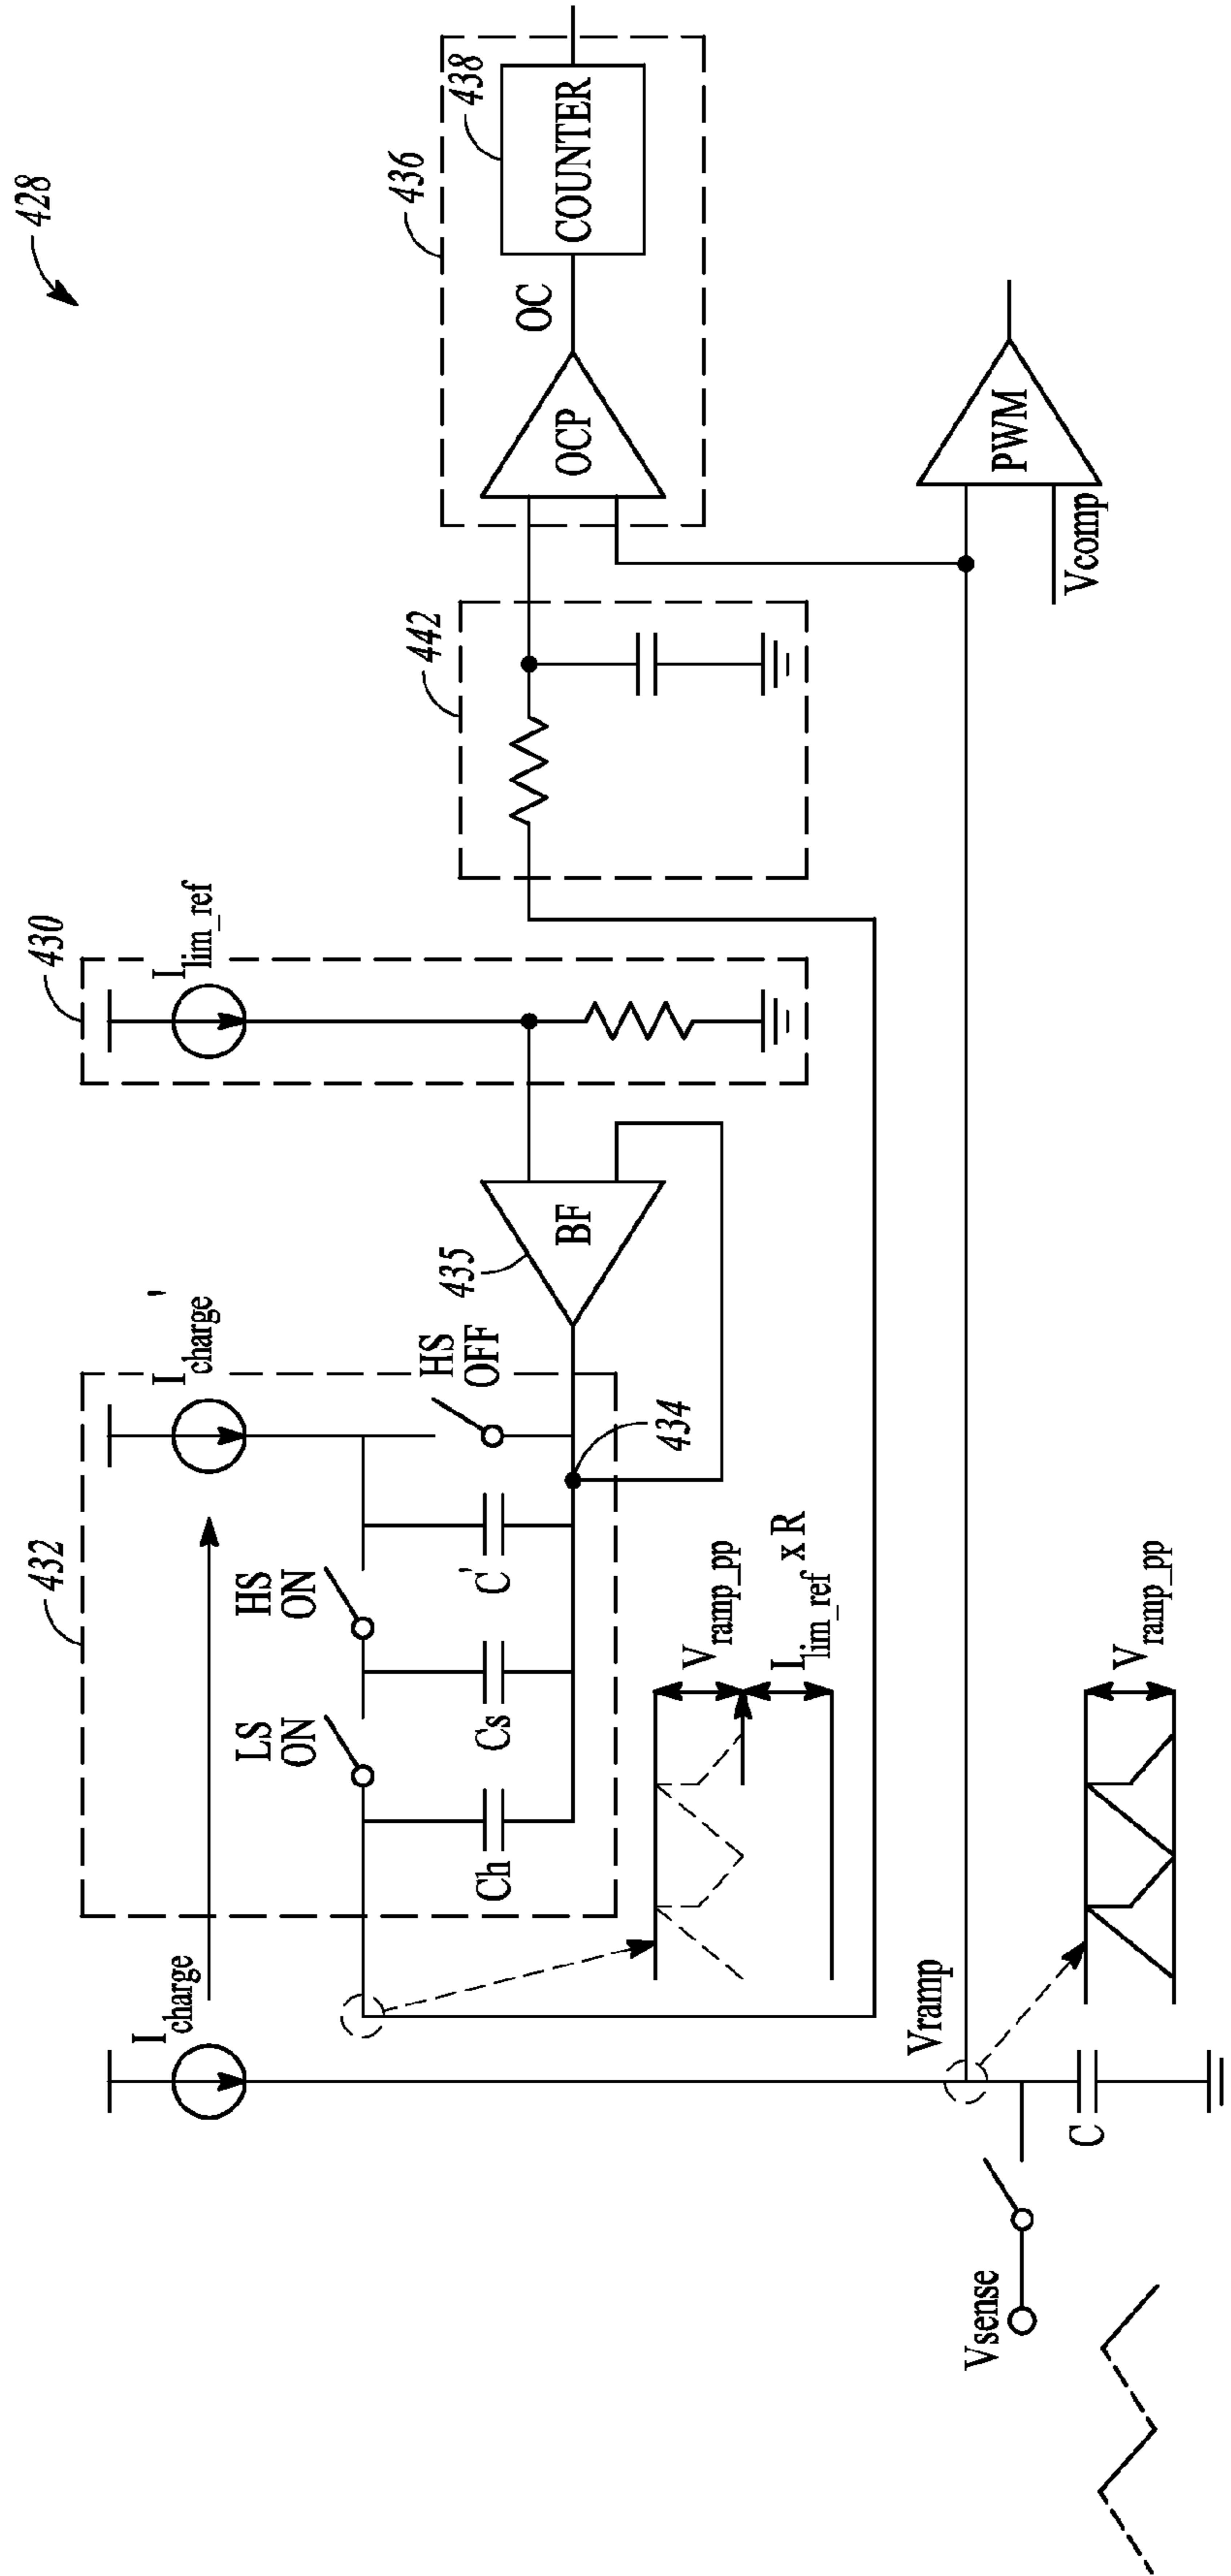 428
432
430
436
438
442
I charge
I charge'
I lim_ref
LS
ON
HS
ON
HS
OFF
Ch
Cs
C'
434
435
BF
OCP
OC
COUNTER
V ramp_pp
I lim_ref x R
Vramp
Vsense
C
V ramp_pp
Vcomp
PWM